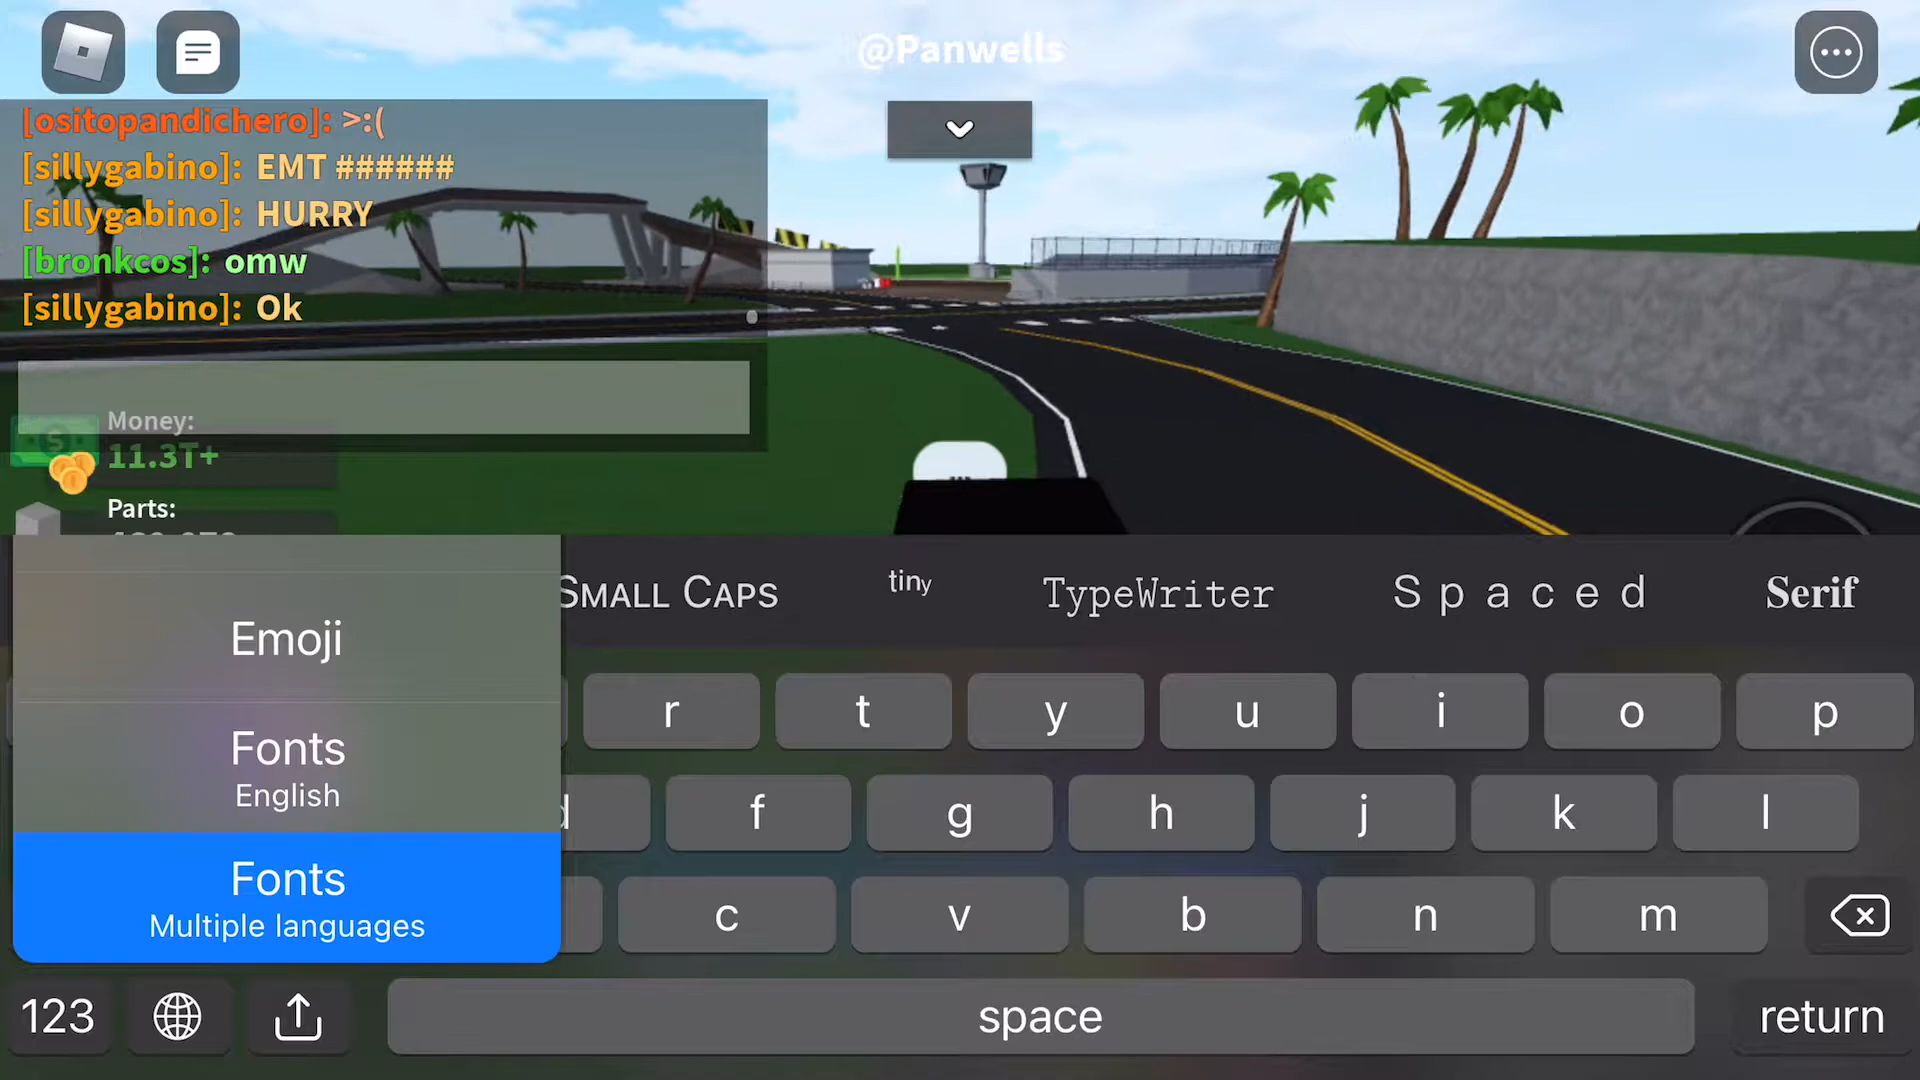 @Panwells
[ositopandichero]: >:(
[sillygabino]: EMT ######
[sillygabino]: HURRY
[bronkcos]: omw
[sillygabino]: Ok
Money:
11.3T+
Parts:
Small Caps tiny TypeWriter Spaced Serif
Emoji
Fonts
English
Fonts
Multiple languages
r t y u i o p
d f g h j k l
c v b n m
123 space return